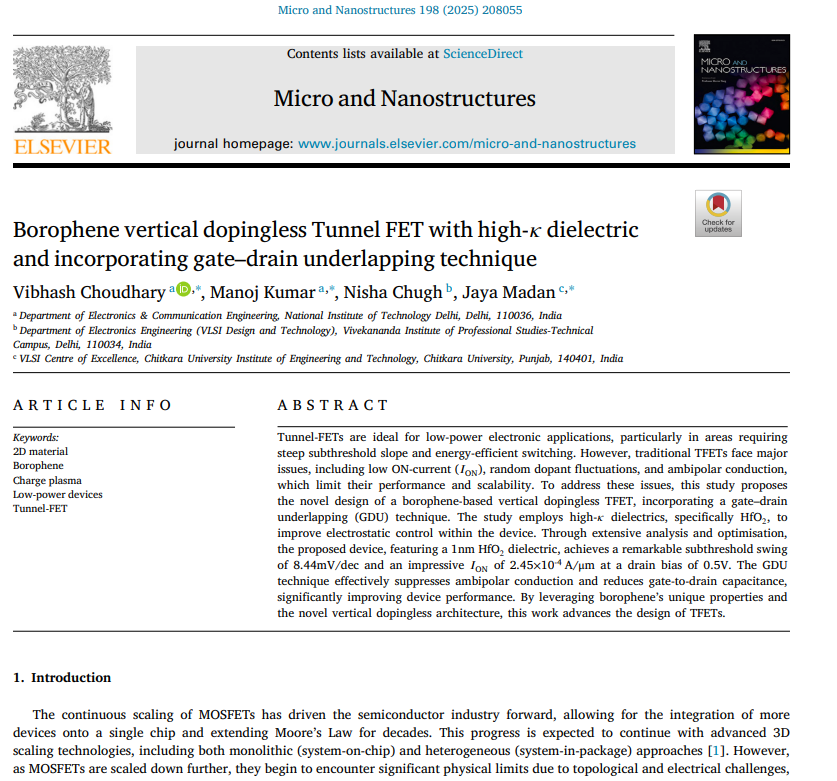 Micro and Nanostructures 198 (2025) 208055
Contents lists available at ScienceDirect
Micro and Nanostructures
journal homepage: www.journals.elsevier.com/micro-and-nanostructures
ELSEVIER
MICRO AND
NANOSTRUCTURES
Check for
updates
Borophene vertical dopingless Tunnel FET with high-κ dielectric
and incorporating gate–drain underlapping technique
Vibhash Choudhary a iD,*, Manoj Kumar a,*, Nisha Chugh b, Jaya Madan c,*
a Department of Electronics & Communication Engineering, National Institute of Technology Delhi, Delhi, 110036, India
b Department of Electronics Engineering (VLSI Design and Technology), Vivekananda Institute of Professional Studies-Technical
Campus, Delhi, 110034, India
c VLSI Centre of Excellence, Chitkara University Institute of Engineering and Technology, Chitkara University, Punjab, 140401, India
ARTICLE INFO
Keywords:
2D material
Borophene
Charge plasma
Low-power devices
Tunnel-FET
ABSTRACT
Tunnel-FETs are ideal for low-power electronic applications, particularly in areas requiring
steep subthreshold slope and energy-efficient switching. However, traditional TFETs face major
issues, including low ON-current (I_ON), random dopant fluctuations, and ambipolar conduction,
which limit their performance and scalability. To address these issues, this study proposes
the novel design of a borophene-based vertical dopingless TFET, incorporating a gate–drain
underlapping (GDU) technique. The study employs high-κ dielectrics, specifically HfO₂, to
improve electrostatic control within the device. Through extensive analysis and optimisation,
the proposed device, featuring a 1nm HfO₂ dielectric, achieves a remarkable subthreshold swing
of 8.44mV/dec and an impressive I_ON of 2.45×10⁻⁴ A/μm at a drain bias of 0.5V. The GDU
technique effectively suppresses ambipolar conduction and reduces gate-to-drain capacitance,
significantly improving device performance. By leveraging borophene's unique properties and
the novel vertical dopingless architecture, this work advances the design of TFETs.
1. Introduction
The continuous scaling of MOSFETs has driven the semiconductor industry forward, allowing for the integration of more
devices onto a single chip and extending Moore's Law for decades. This progress is expected to continue with advanced 3D
scaling technologies, including both monolithic (system-on-chip) and heterogeneous (system-in-package) approaches [1]. However,
as MOSFETs are scaled down further, they begin to encounter significant physical limits due to topological and electrical challenges,